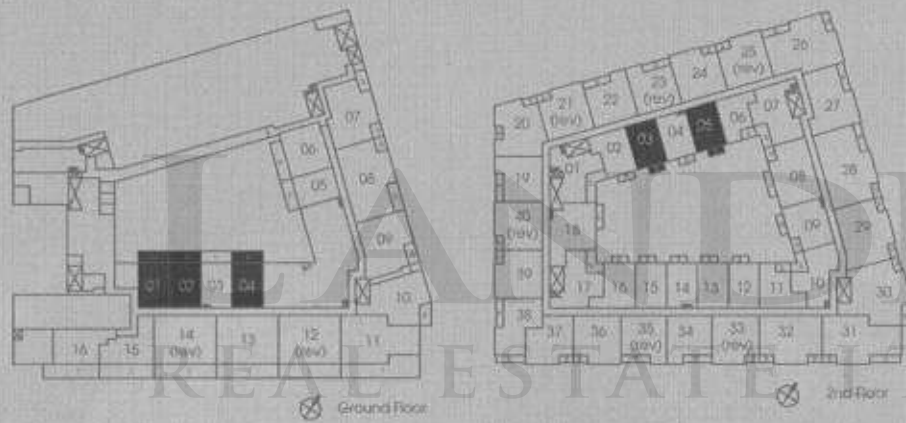 07
06
05
08
09
01 02 03 04
10
16 15 14 (rev) 13 12 (rev) 11
Ground Floor
20 21 (rev) 22 23 (rev) 24 25 (rev) 26
01 02 03 04 05 06 07
27
19
08
28
40 (rev)
18
09
29
39
17 16 15 14 13 12 11 10
30
38 37 36 35 (rev) 34 33 (rev) 32 31
2nd Floor
REAL ESTATE